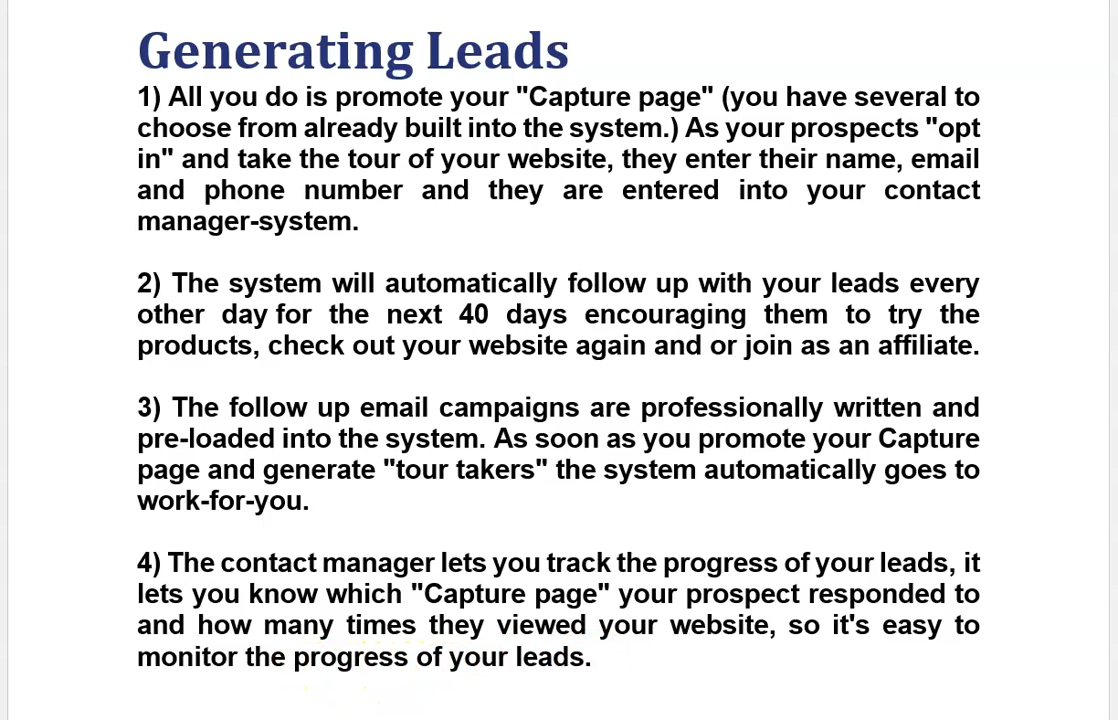 Generating Leads
1) All you do is promote your "Capture page" (you have several to
choose from already built into the system.) As your prospects "opt
in" and take the tour of your website, they enter their name, email
and phone number and they are entered into your contact
manager-system.
2) The system will automatically follow up with your leads every
other day for the next 40 days encouraging them to try the
products, check out your website again and or join as an affiliate.
3) The follow up email campaigns are professionally written and
pre-loaded into the system. As soon as you promote your Capture
page and generate "tour takers" the system automatically goes to
work-for-you.
4) The contact manager lets you track the progress of your leads, it
lets you know which "Capture page" your prospect responded to
and how many times they viewed your website, so it's easy to
monitor the progress of your leads.